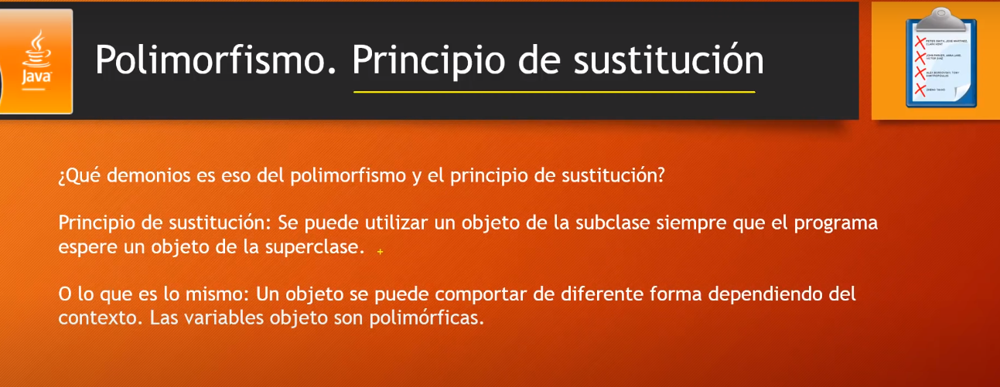 Java
Polimorfismo. Principio de sustitución
¿Qué demonios es eso del polimorfismo y el principio de sustitución?
Principio de sustitución: Se puede utilizar un objeto de la subclase siempre que el programa
espere un objeto de la superclase.
O lo que es lo mismo: Un objeto se puede comportar de diferente forma dependiendo del
contexto. Las variables objeto son polimórficas.